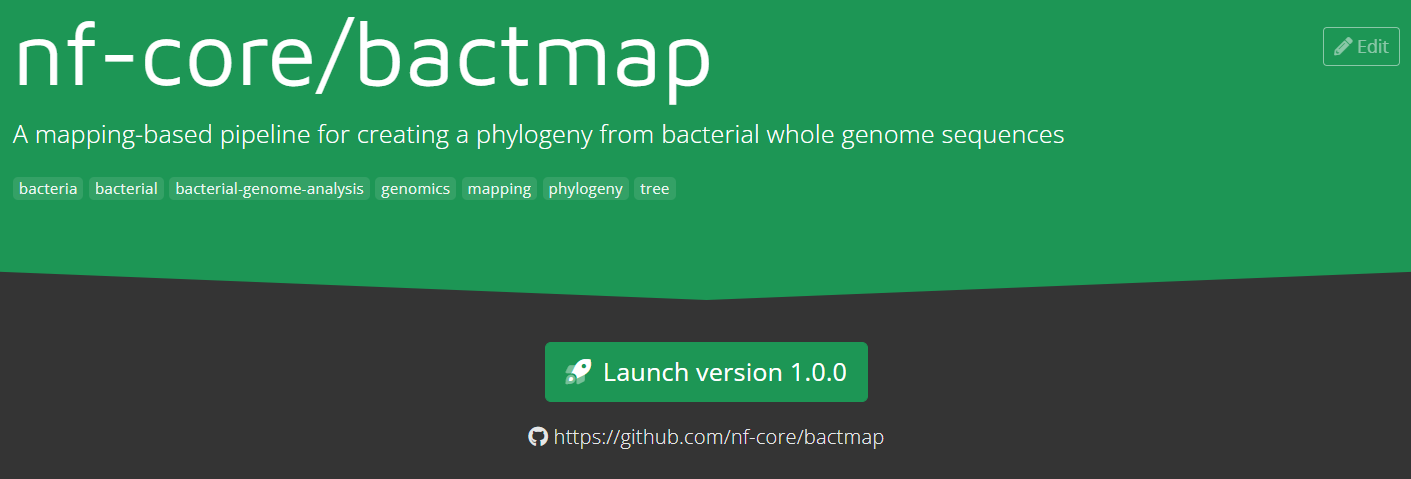 nf-core/bactmap
Edit
A mapping-based pipeline for creating a phylogeny from bacterial whole genome sequences
bacteria bacterial bacterial-genome-analysis genomics mapping phylogeny tree
Launch version 1.0.0
https://github.com/nf-core/bactmap